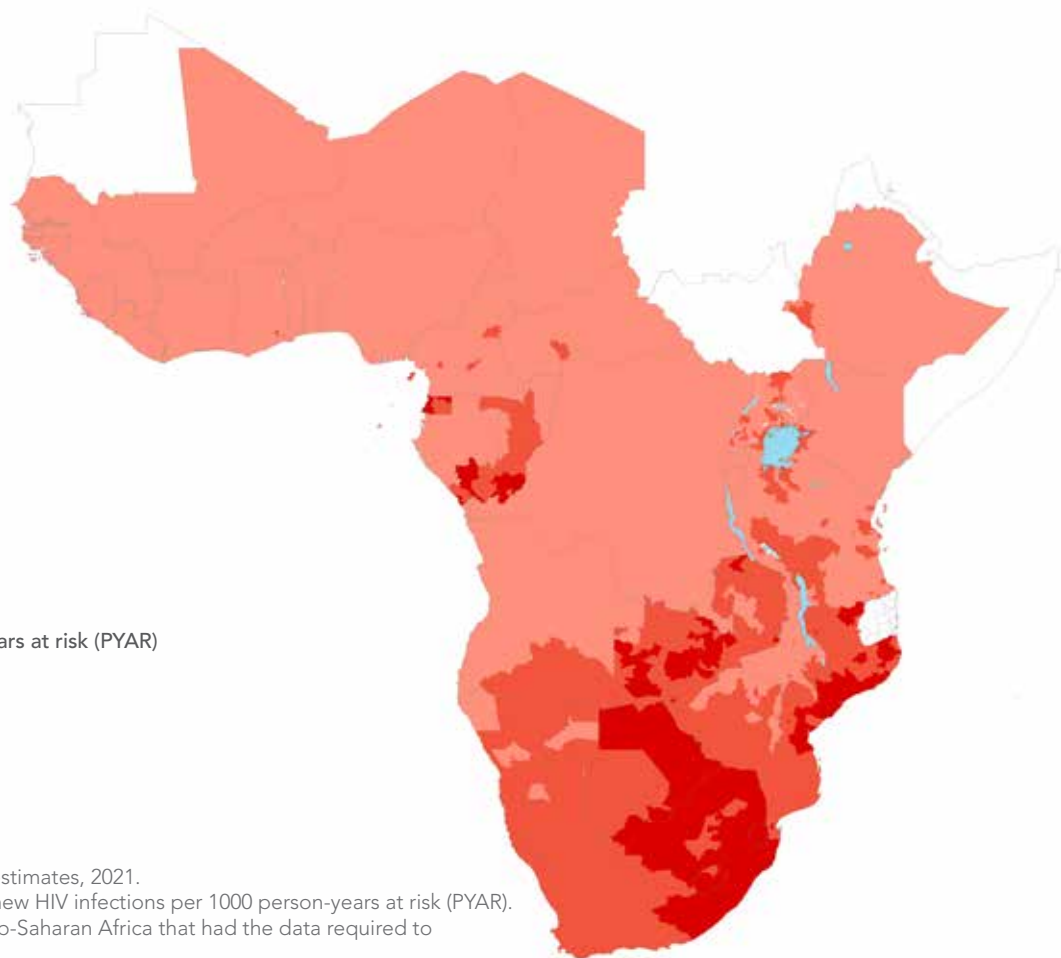 ars at risk (PYAR)
stimates, 2021.
new HIV infections per 1000 person-years at risk (PYAR).
o-Saharan Africa that had the data required to